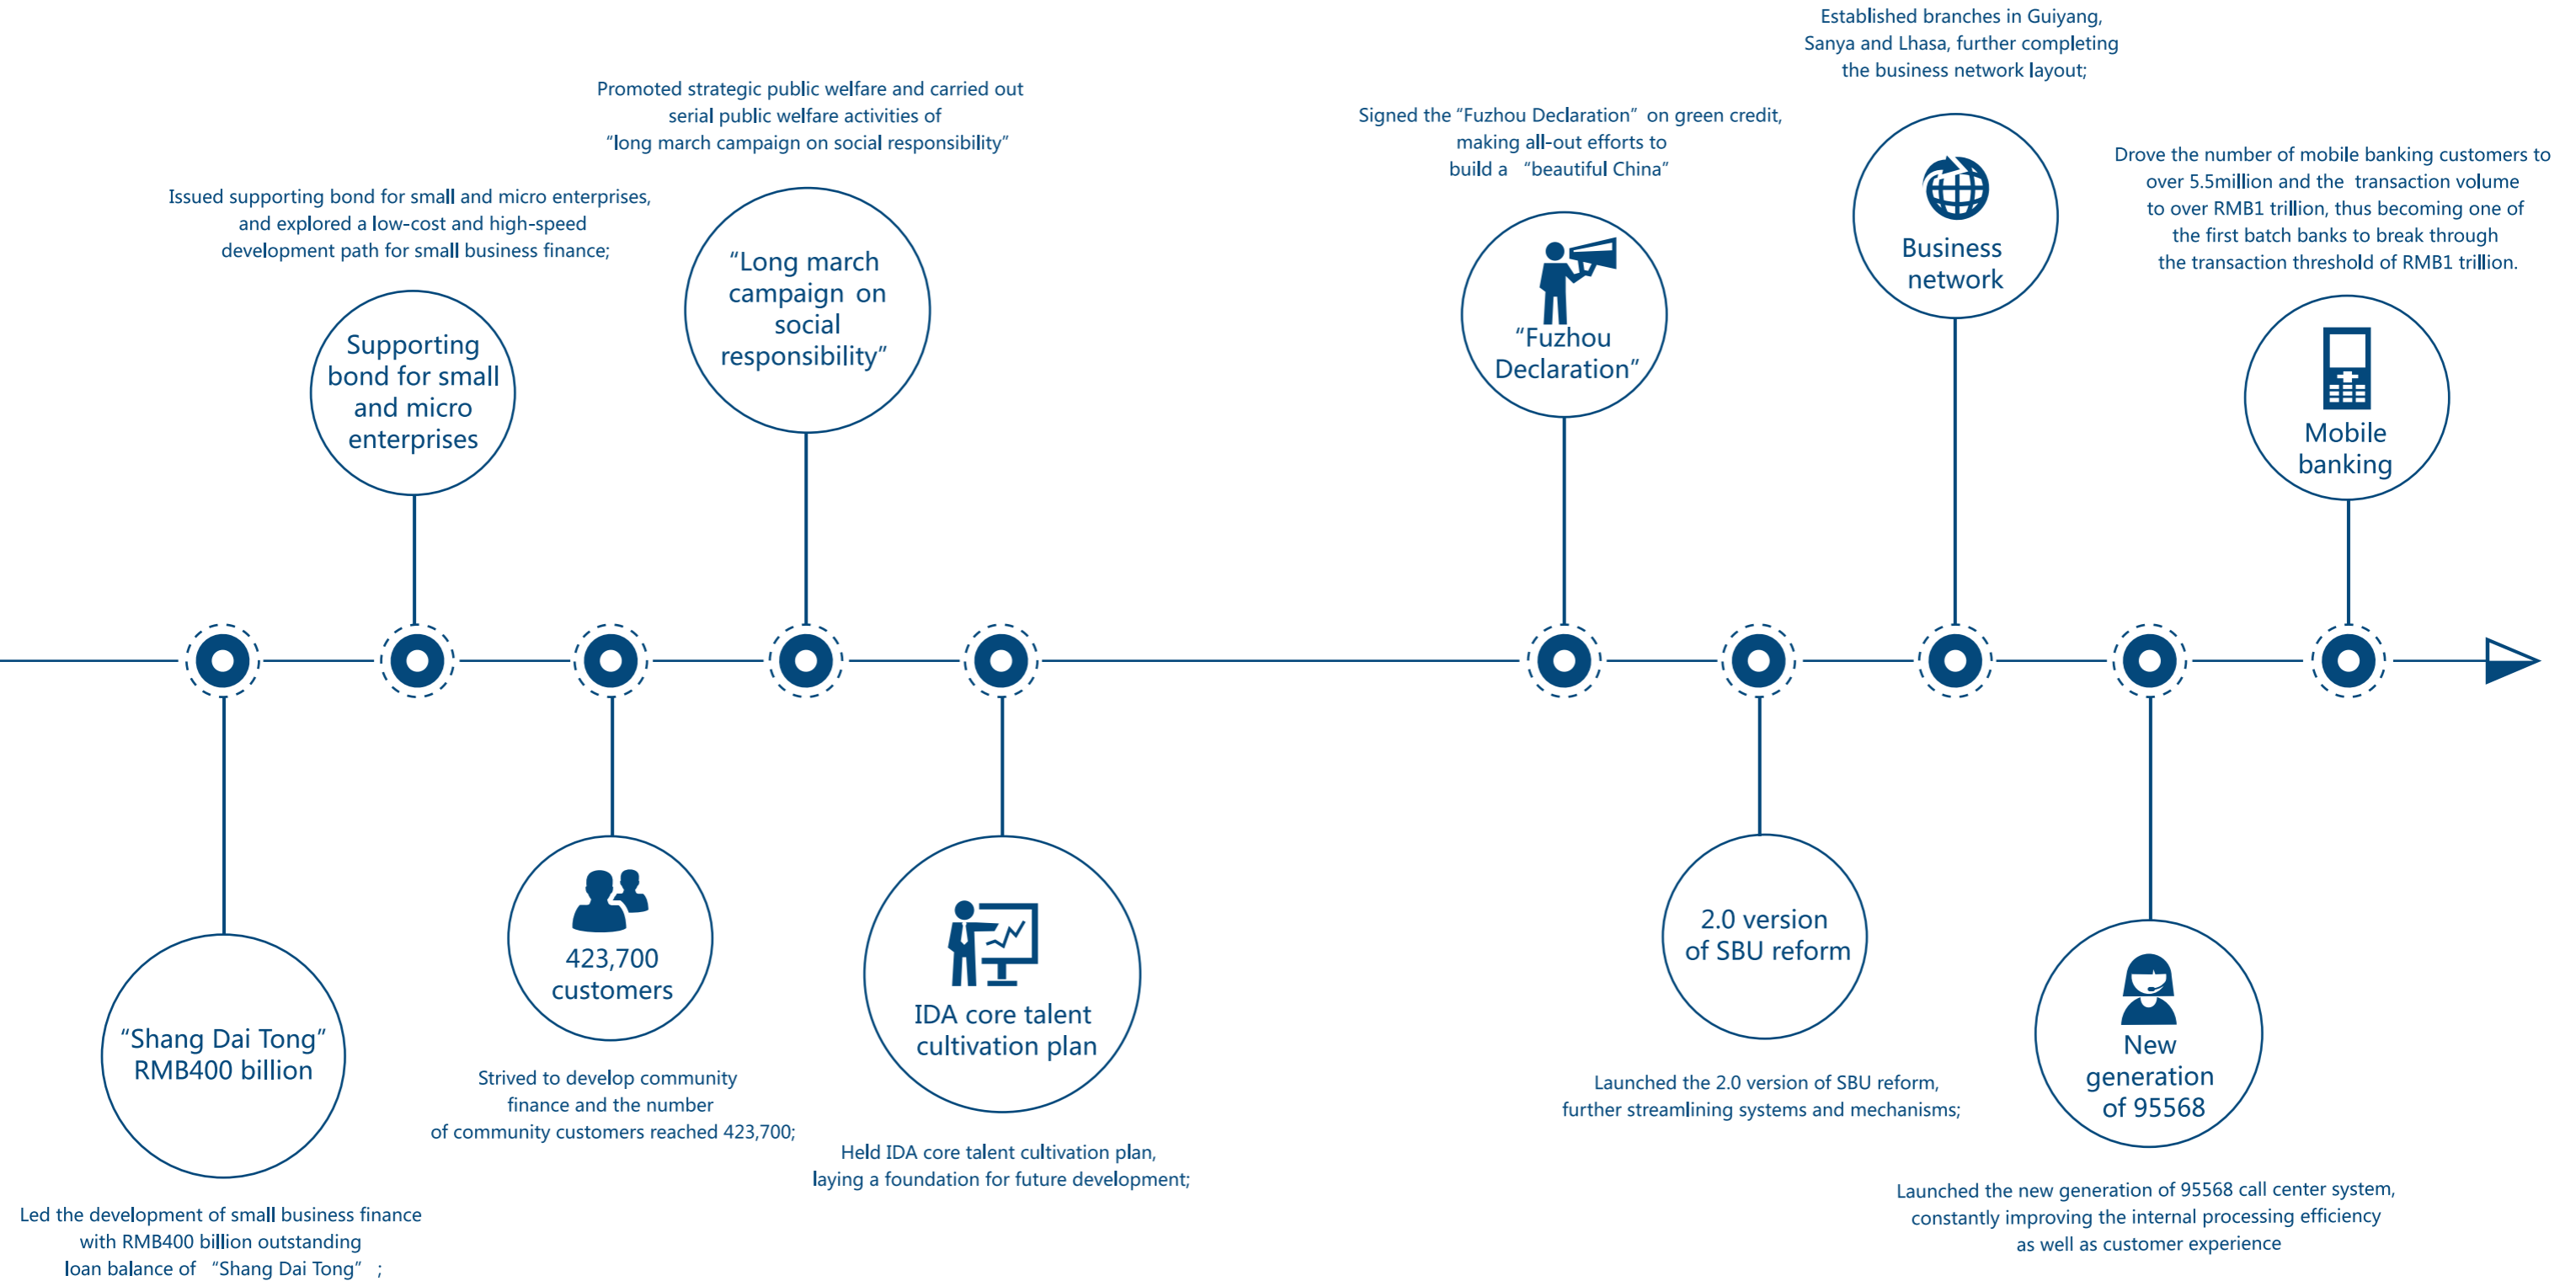 Established branches in Guiyang,
Sanya and Lhasa, further completing
the business network layout;
Promoted strategic public welfare and carried out
serial public welfare activities of
“long march campaign on social responsibility”
Signed the “Fuzhou Declaration” on green credit,
making all-out efforts to
build a “beautiful China”
Drove the number of mobile banking customers to
over 5.5million and the transaction volume
to over RMB1 trillion, thus becoming one of
the first batch banks to break through
the transaction threshold of RMB1 trillion.
Issued supporting bond for small and micro enterprises,
and explored a low-cost and high-speed
development path for small business finance;
“Long march
campaign on
social
responsibility”
Business
network
Supporting
bond for small
and micro
enterprises
“Fuzhou
Declaration”
Mobile
banking
“Shang Dai Tong”
RMB400 billion
423,700
customers
IDA core talent
cultivation plan
2.0 version
of SBU reform
New
generation
of 95568
Strived to develop community
finance and the number
of community customers reached 423,700;
Launched the 2.0 version of SBU reform,
further streamlining systems and mechanisms;
Held IDA core talent cultivation plan,
laying a foundation for future development;
Launched the new generation of 95568 call center system,
constantly improving the internal processing efficiency
as well as customer experience
Led the development of small business finance
with RMB400 billion outstanding
loan balance of “Shang Dai Tong” ;